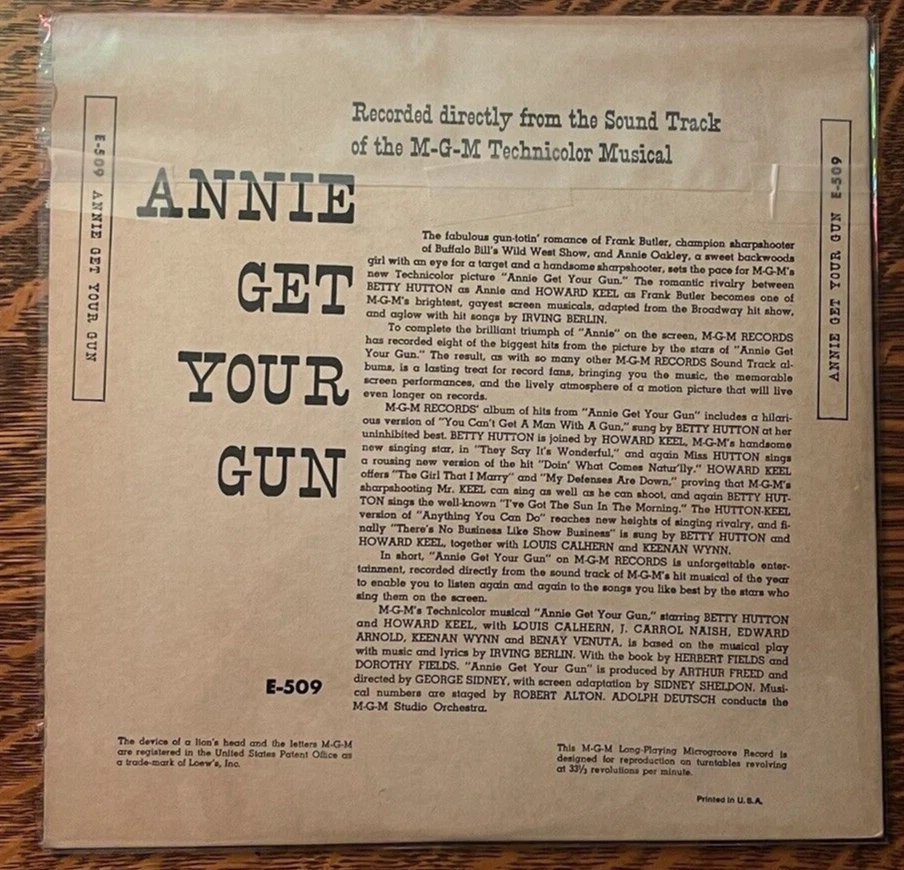 Recorded directly from the Sound Track
of the M-G-M Technicolor Musical
E-509 ANNIE GET YOUR GUN
ANNIE GET YOUR GUN E-509
ANNIE
GET
YOUR
GUN
The fabulous gun-totin' romance of Frank Butler, champion sharpshooter
of Buffalo Bill's Wild West Show, and Annie Oakley, a sweet backwoods
girl with an eye for a target and a handsome sharpshooter, sets the pace for M-G-M's
new Technicolor picture "Annie Get Your Gun." The romantic rivalry between
BETTY HUTTON as Annie and HOWARD KEEL as Frank Butler becomes one of
M-G-M's brightest, gayest screen musicals, adapted from the Broadway hit show,
and aglow with hit songs by IRVING BERLIN.
To complete the brilliant triumph of "Annie" on the screen, M-G-M RECORDS
has recorded eight of the biggest hits from the picture by the stars of "Annie Get
Your Gun." The result, as with so many other M-G-M RECORDS Sound Track al-
bums, is a lasting treat for record fans, bringing you the music, the memorable
screen performances, and the lively atmosphere of a motion picture that will live
even longer on records.
M-G-M RECORDS' album of hits from "Annie Get Your Gun" includes a hilari-
ous version of "You Can't Get A Man With A Gun," sung by BETTY HUTTON at her
uninhibited best. BETTY HUTTON is joined by HOWARD KEEL, M-G-M's handsome
new singing star, in "They Say It's Wonderful," and again Miss HUTTON sings
a rousing new version of the hit "Doin' What Comes Natur'lly." HOWARD KEEL
offers "The Girl That I Marry" and "My Defenses Are Down," proving that M-G-M's
sharpshooting Mr. KEEL can sing as well as he can shoot, and again BETTY HUT-
TON sings the well-known "I've Got The Sun In The Morning." The HUTTON-KEEL
version of "Anything You Can Do" reaches new heights of singing rivalry, and fi-
nally "There's No Business Like Show Business" is sung by BETTY HUTTON and
HOWARD KEEL, together with LOUIS CALHERN and KEENAN WYNN.
In short, "Annie Get Your Gun" on M-G-M RECORDS is unforgettable enter-
tainment, recorded directly from the sound track of M-G-M's hit musical of the year
to enable you to listen again and again to the songs you like best by the stars who
sing them on the screen.
M-G-M's Technicolor musical "Annie Get Your Gun," starring BETTY HUTTON
and HOWARD KEEL, with LOUIS CALHERN, J. CARROL NAISH, EDWARD
ARNOLD, KEENAN WYNN and BENAY VENUTA, is based on the musical play
with music and lyrics by IRVING BERLIN. With the book by HERBERT FIELDS and
DOROTHY FIELDS. "Annie Get Your Gun" is produced by ARTHUR FREED and
directed by GEORGE SIDNEY, with screen adaptation by SIDNEY SHELDON. Musi-
cal numbers are staged by ROBERT ALTON. ADOLPH DEUTSCH conducts the
M-G-M Studio Orchestra.
E-509
The device of a lion's head and the letters M-G-M
are registered in the United States Patent Office as
a trade-mark of Loew's, Inc.
This M-G-M Long-Playing Microgroove Record is
designed for reproduction on turntables revolving
at 33⅓ revolutions per minute.
Printed in U. S. A.